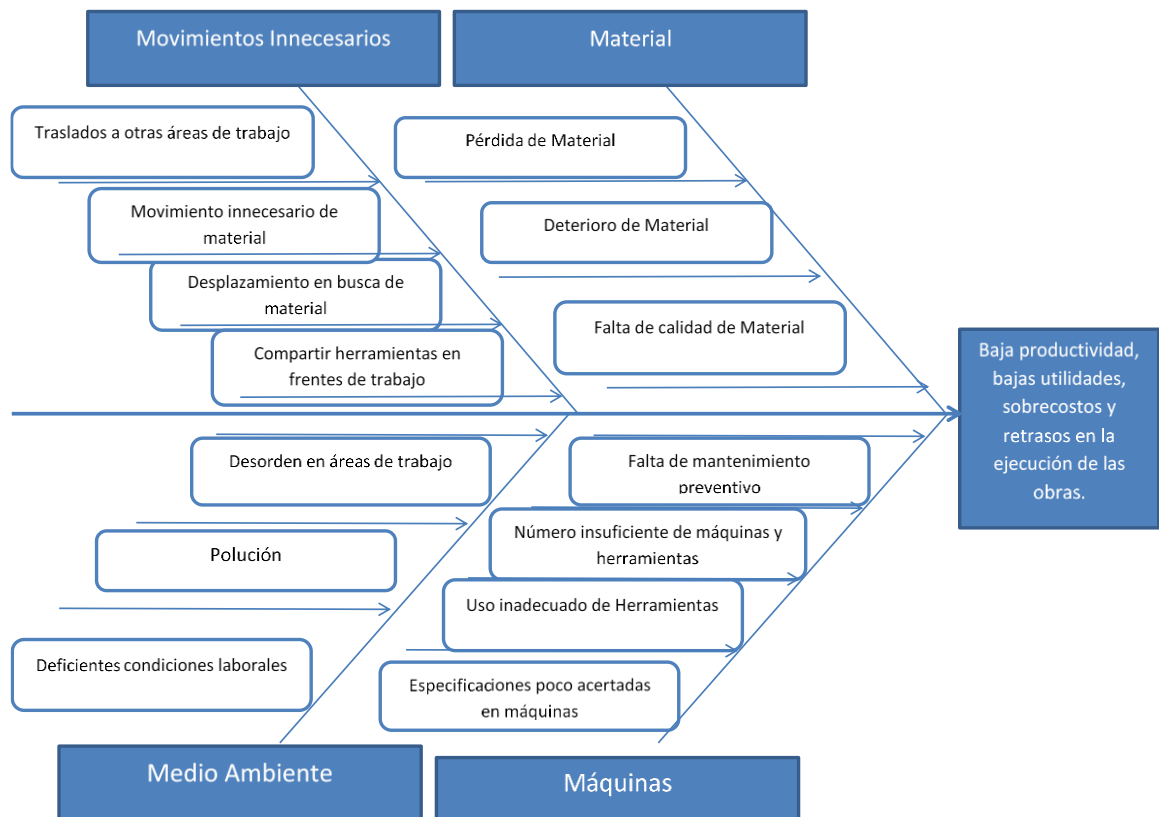 Movimientos Innecesarios
Material
Traslados a otras áreas de trabajo
Pérdida de Material
Movimiento innecesario de
material
Deterioro de Material
Desplazamiento en busca de
material
Falta de calidad de Material
Compartir herramientas en
frentes de trabajo
Baja productividad,
bajas utilidades,
sobrecostos y
retrasos en la
ejecución de las
obras.
Desorden en áreas de trabajo
Falta de mantenimiento
preventivo
Polución
Número insuficiente de máquinas y
herramientas
Uso inadecuado de Herramientas
Deficientes condiciones laborales
Especificaciones poco acertadas
en máquinas
Medio Ambiente
Máquinas